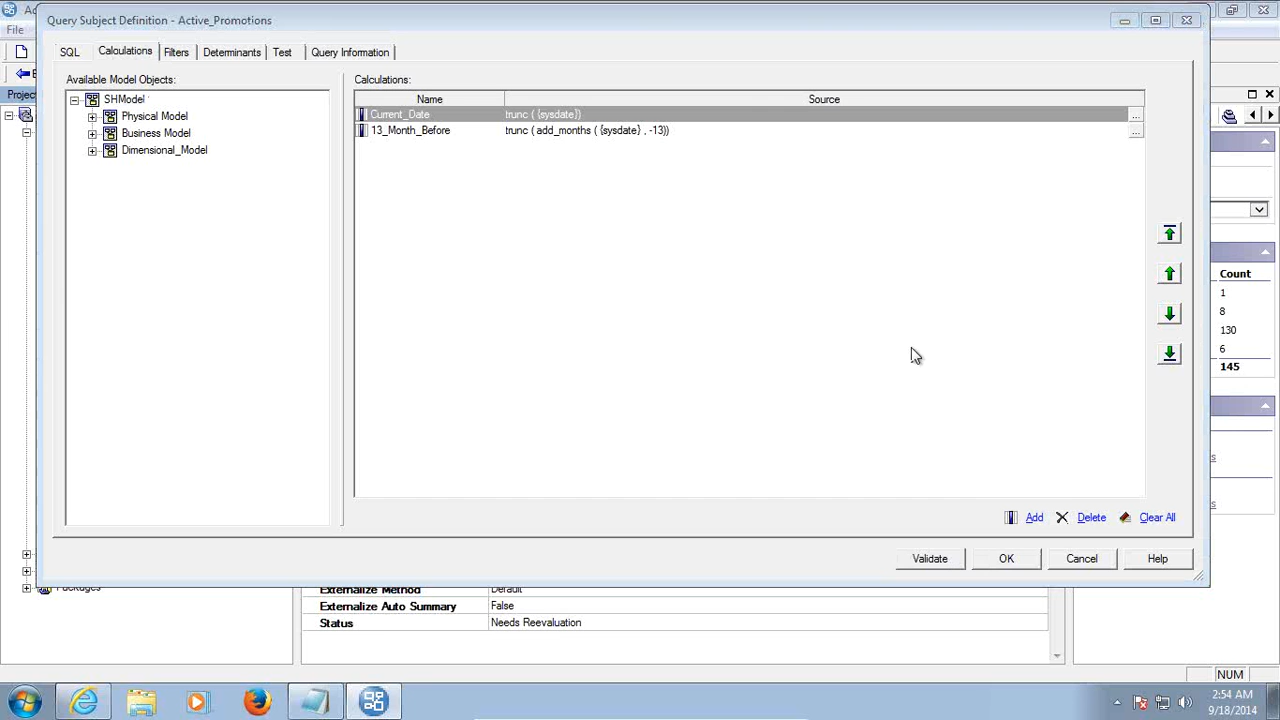 Query Subject Definition - Active_Promotions
File
SQL
Calculations
Filters
Determinants
Test
Query Information
Available Model Objects:
Calculations:
Projec
SHModel
Physical Model
Business Model
Dimensional_Model
Name
Source
Current_Date
trunc ( {sysdate})
...
13_Month_Before
trunc ( add_months ( {sysdate} , -13))
...
Count
1
8
130
6
145
s
s
Add
Delete
Clear All
Validate
OK
Cancel
Help
Packages
Externalize Method
Default
Externalize Auto Summary
False
Status
Needs Reevaluation
NUM
2:54 AM
9/18/2014